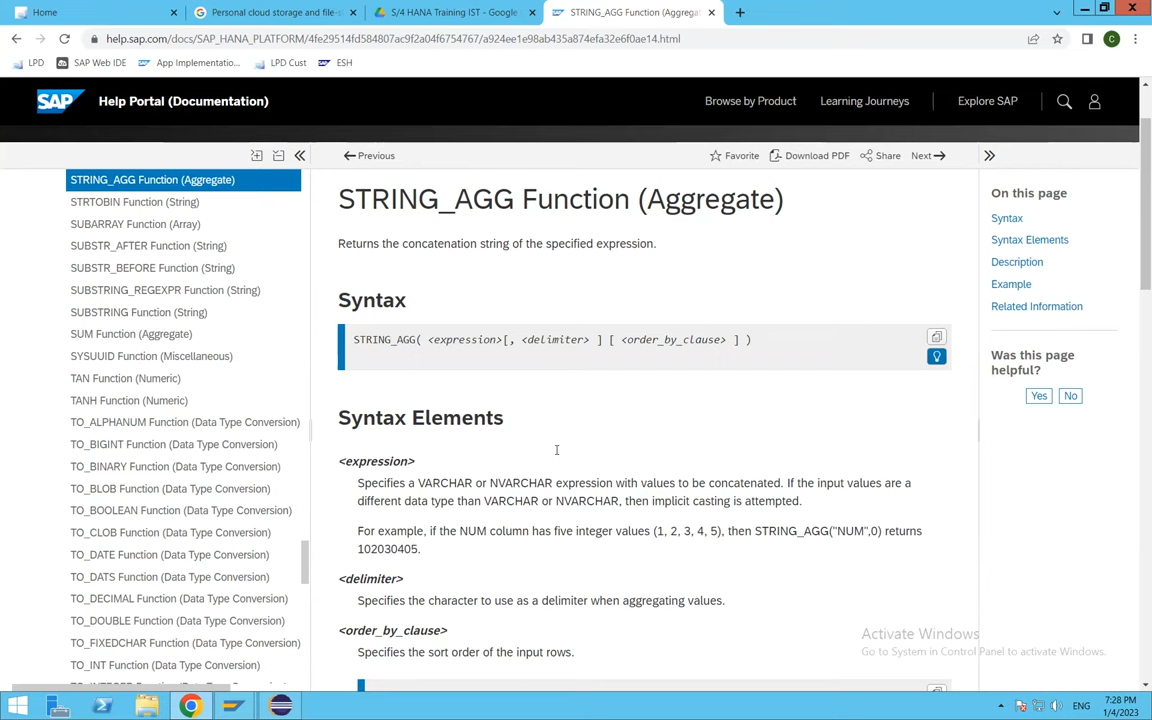 Home
Personal cloud storage and file-s
S/4 HANA Training IST - Google
STRING_AGG Function (Aggrega
help.sap.com/docs/SAP_HANA_PLATFORM/4fe29514fd584807ac9f2a04f6754767/a924ee1e98ab435a874efa32e6f0ae14.html
C
LPD
SAP Web IDE
App Implementatio...
LPD Cust
ESH
SAP
Help Portal (Documentation)
Browse by Product
Learning Journeys
Explore SAP
Previous
Favorite
Download PDF
Share
Next
STRING_AGG Function (Aggregate)
STRTOBIN Function (String)
SUBARRAY Function (Array)
SUBSTR_AFTER Function (String)
SUBSTR_BEFORE Function (String)
SUBSTRING_REGEXPR Function (String)
SUBSTRING Function (String)
SUM Function (Aggregate)
SYSUUID Function (Miscellaneous)
TAN Function (Numeric)
TANH Function (Numeric)
TO_ALPHANUM Function (Data Type Conversion)
TO_BIGINT Function (Data Type Conversion)
TO_BINARY Function (Data Type Conversion)
TO_BLOB Function (Data Type Conversion)
TO_BOOLEAN Function (Data Type Conversion)
TO_CLOB Function (Data Type Conversion)
TO_DATE Function (Data Type Conversion)
TO_DATS Function (Data Type Conversion)
TO_DECIMAL Function (Data Type Conversion)
TO_DOUBLE Function (Data Type Conversion)
TO_FIXEDCHAR Function (Data Type Conversion)
TO_INT Function (Data Type Conversion)
STRING_AGG Function (Aggregate)
Returns the concatenation string of the specified expression.
Syntax
STRING_AGG( <expression>[, <delimiter> ] [ <order_by_clause> ] )
Syntax Elements
<expression>
Specifies a VARCHAR or NVARCHAR expression with values to be concatenated. If the input values are a
different data type than VARCHAR or NVARCHAR, then implicit casting is attempted.
For example, if the NUM column has five integer values (1, 2, 3, 4, 5), then STRING_AGG("NUM",0) returns
102030405.
<delimiter>
Specifies the character to use as a delimiter when aggregating values.
<order_by_clause>
Specifies the sort order of the input rows.
On this page
Syntax
Syntax Elements
Description
Example
Related Information
Was this page
helpful?
Yes
No
Activate Windows
Go to System in Control Panel to activate Windows.
ENG
7:28 PM
1/4/2023